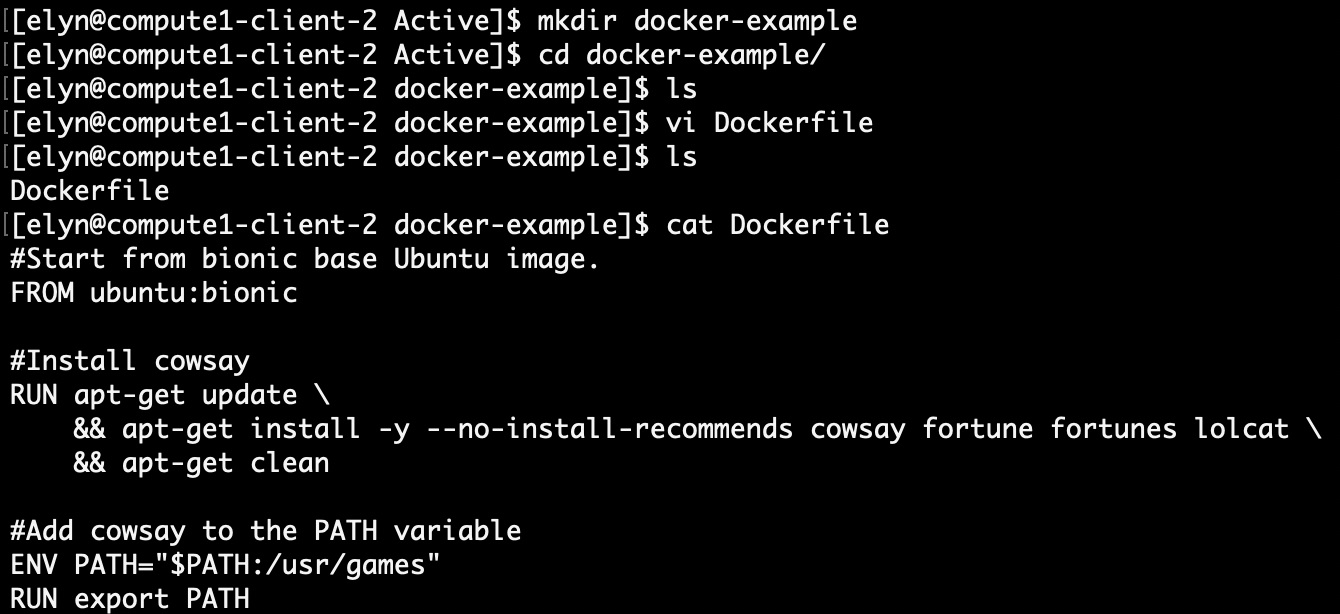 [[elyn@compute1-client-2 Active]$ mkdir docker-example
[[elyn@compute1-client-2 Active]$ cd docker-example/
[[elyn@compute1-client-2 docker-example]$ ls
[[elyn@compute1-client-2 docker-example]$ vi Dockerfile
[[elyn@compute1-client-2 docker-example]$ ls
Dockerfile
[[elyn@compute1-client-2 docker-example]$ cat Dockerfile
#Start from bionic base Ubuntu image.
FROM ubuntu:bionic

#Install cowsay
RUN apt-get update \
    && apt-get install -y --no-install-recommends cowsay fortune fortunes lolcat \
    && apt-get clean

#Add cowsay to the PATH variable
ENV PATH="$PATH:/usr/games"
RUN export PATH